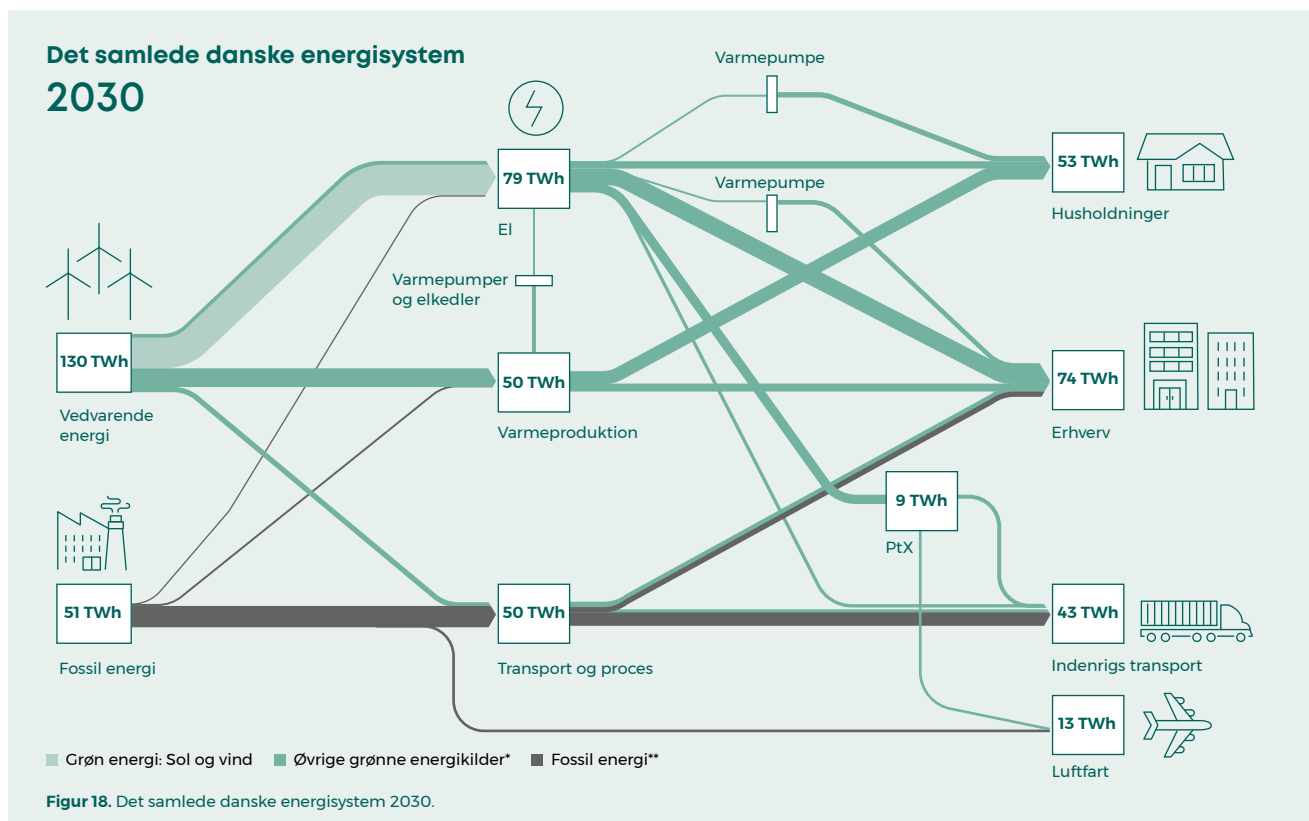 Det samlede danske energisystem
2030
Varmepumpe
79 TWh
El
53 TWh
Husholdninger
Varmepumpe
Varmepumper
og elkedler
130 TWh
Vedvarende
energi
50 TWh
Varmeproduktion
74 TWh
Erhverv
9 TWh
PtX
51 TWh
Fossil energi
50 TWh
Transport og proces
43 TWh
Indenrigs transport
13 TWh
Luftfart
Grøn energi: Sol og vind
Øvrige grønne energikilder*
Fossil energi**
Figur 18. Det samlede danske energisystem 2030.